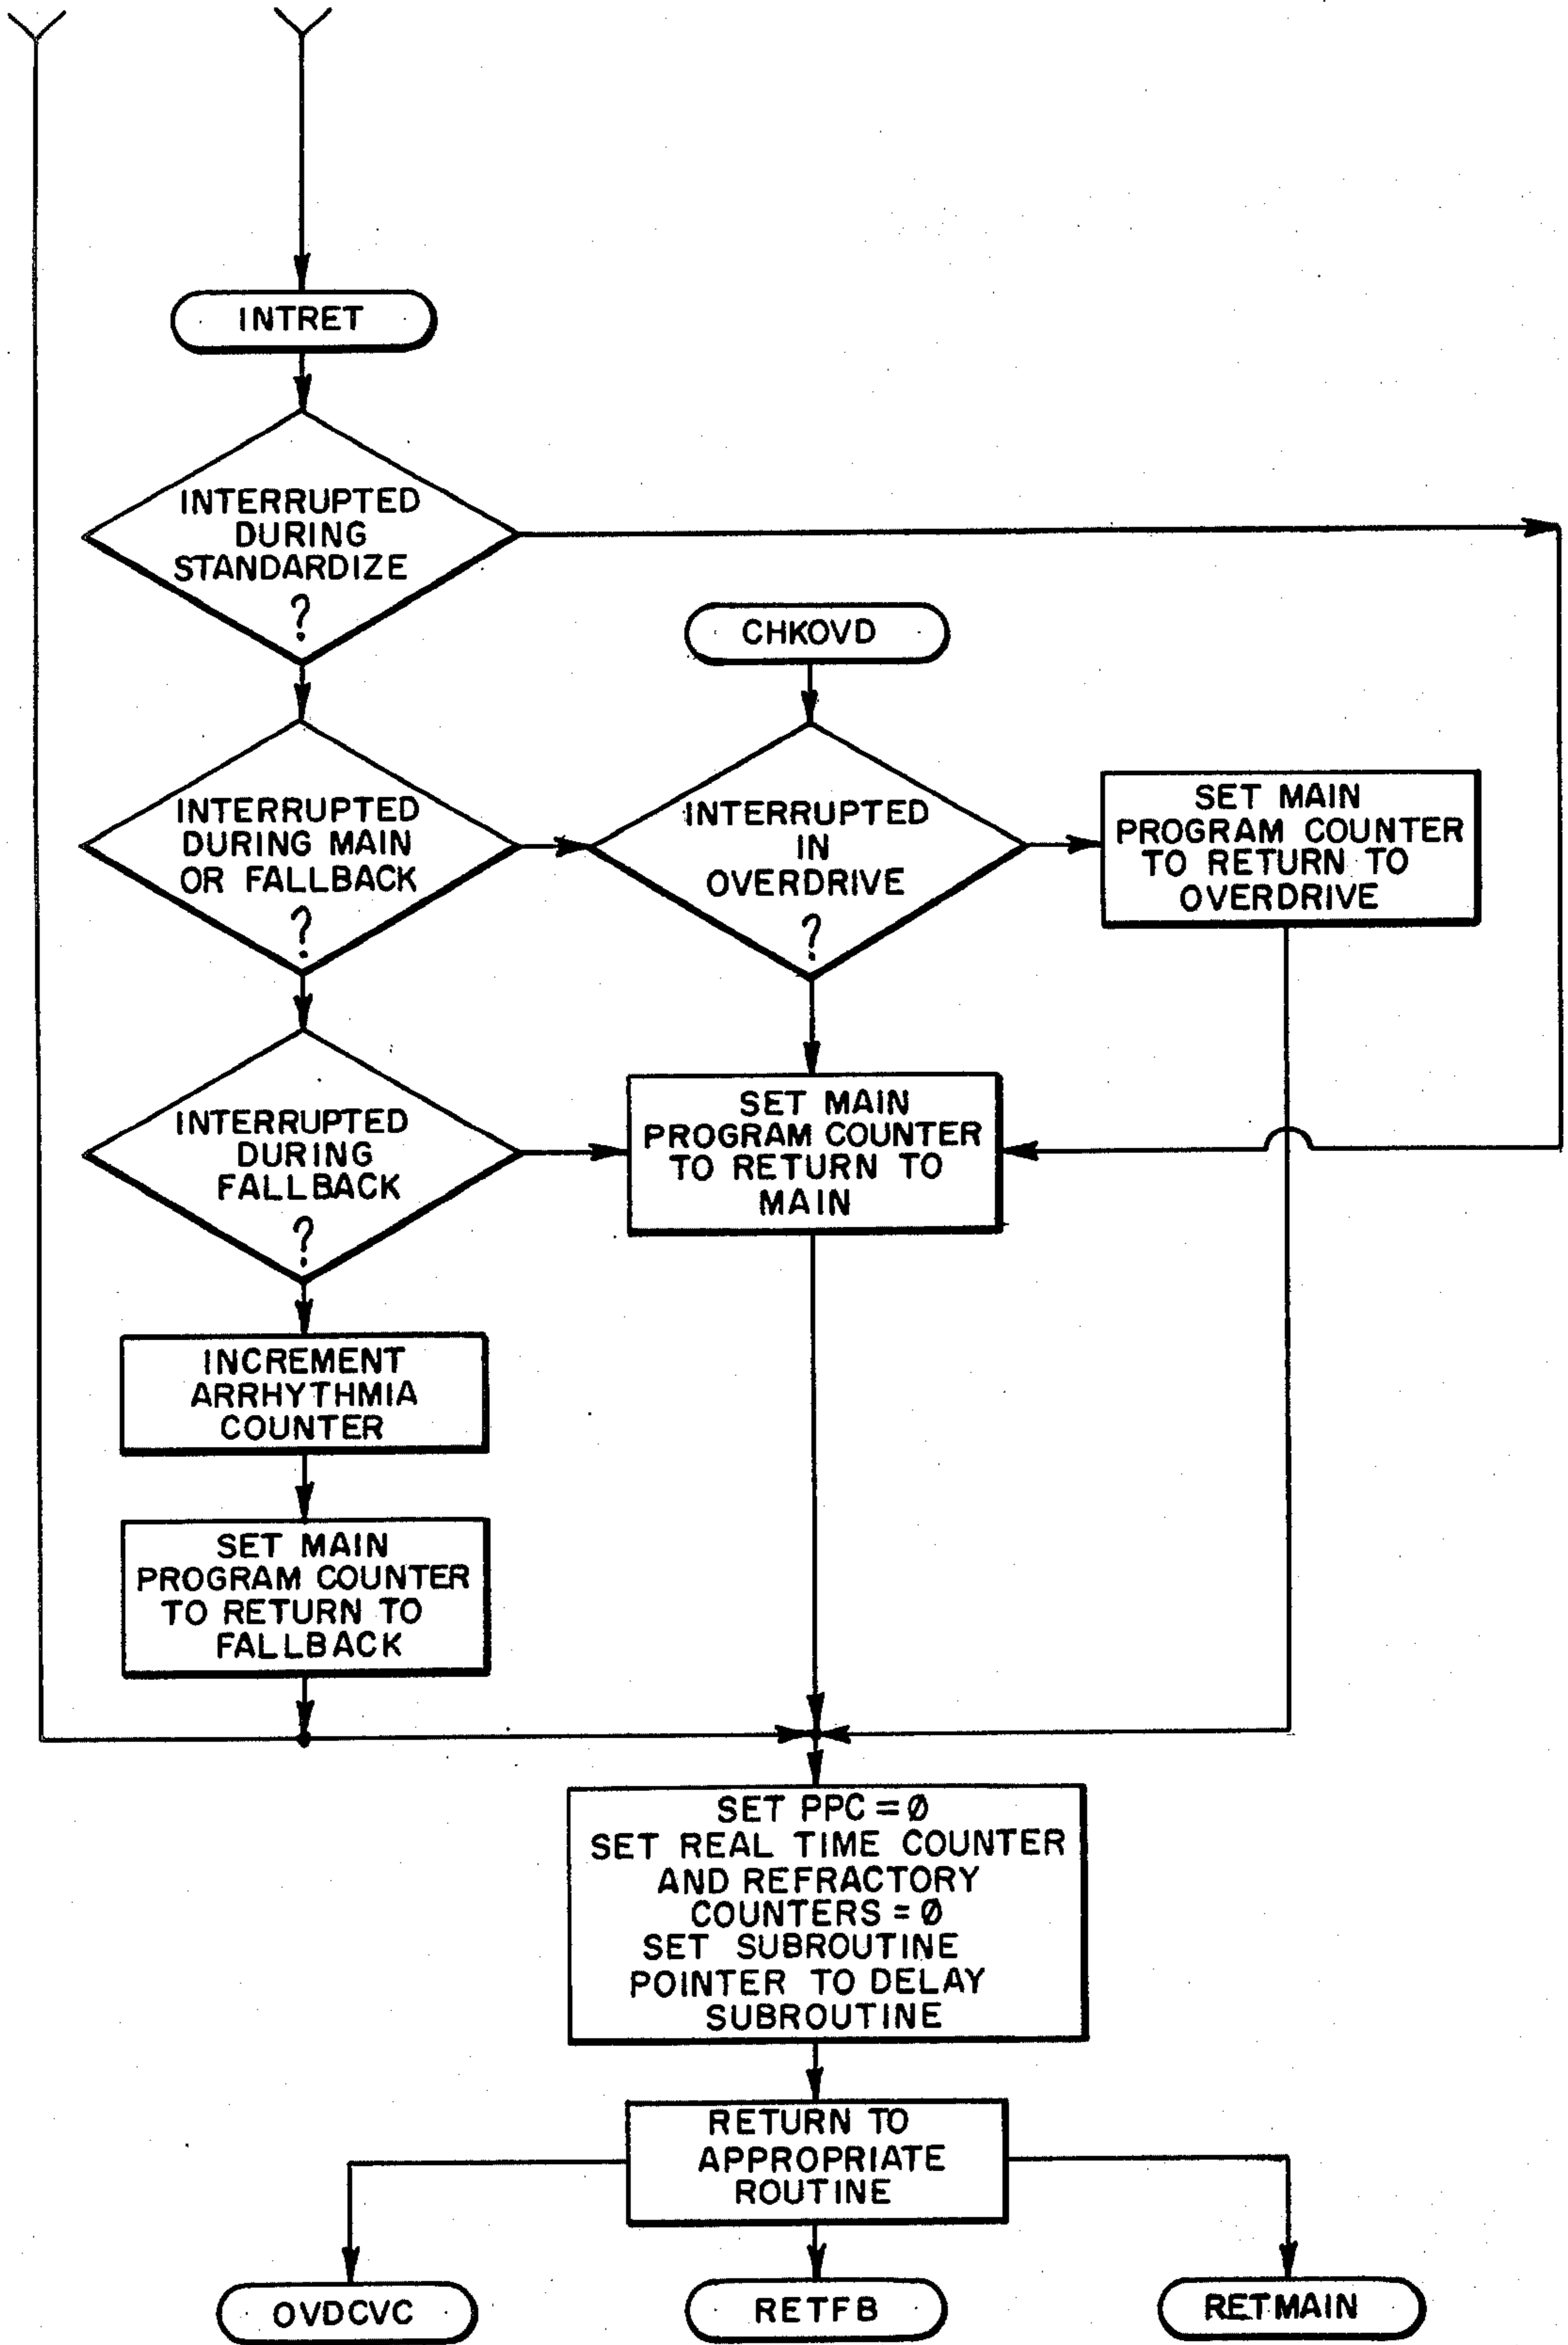 INTRET
INTERRUPTED
DURING
STANDARDIZE
?
CHKOVD
INTERRUPTED
DURING MAIN
OR FALLBACK
?
INTERRUPTED
IN
OVERDRIVE
?
SET MAIN
PROGRAM COUNTER
TO RETURN TO
OVERDRIVE
INTERRUPTED
DURING
FALLBACK
?
SET MAIN
PROGRAM COUNTER
TO RETURN TO
MAIN
INCREMENT
ARRHYTHMIA
COUNTER
SET MAIN
PROGRAM COUNTER
TO RETURN TO
FALLBACK
SET PPC = Ø
SET REAL TIME COUNTER
AND REFRACTORY
COUNTERS = Ø
SET SUBROUTINE
POINTER TO DELAY
SUBROUTINE
RETURN TO
APPROPRIATE
ROUTINE
OVDCVC
RETFB
RETMAIN